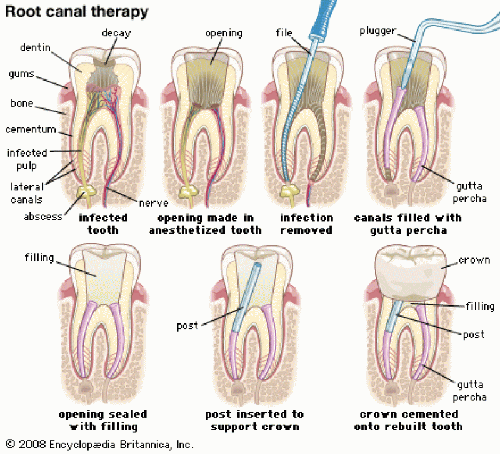 Root canal therapy
decay
dentin
gums
bone
cementum
infected
pulp
lateral
canals
abscess
nerve
infected
tooth
opening
opening made in
anesthetized tooth
file
infection
removed
plugger
gutta
percha
canals filled with
gutta percha
filling
opening sealed
with filling
post
post inserted to
support crown
crown
filling
post
gutta
percha
crown cemented
onto rebuilt tooth
© 2008 Encyclopædia Britannica, Inc.